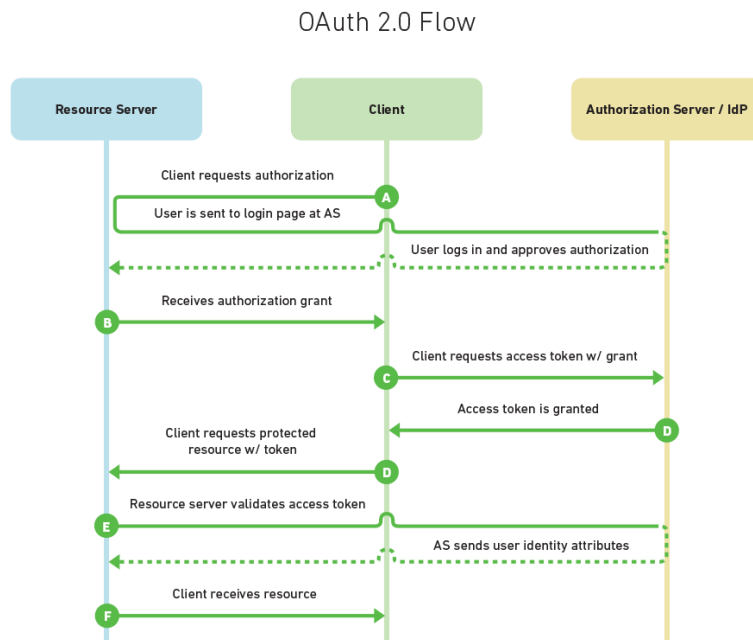 OAuth 2.0 Flow
Resource Server
Client
Authorization Server / IdP
Client requests authorization
A
User is sent to login page at AS
User logs in and approves authorization
Receives authorization grant
B
Client requests access token w/ grant
C
Access token is granted
D
Client requests protected
resource w/ token
D
Resource server validates access token
E
AS sends user identity attributes
Client receives resource
F